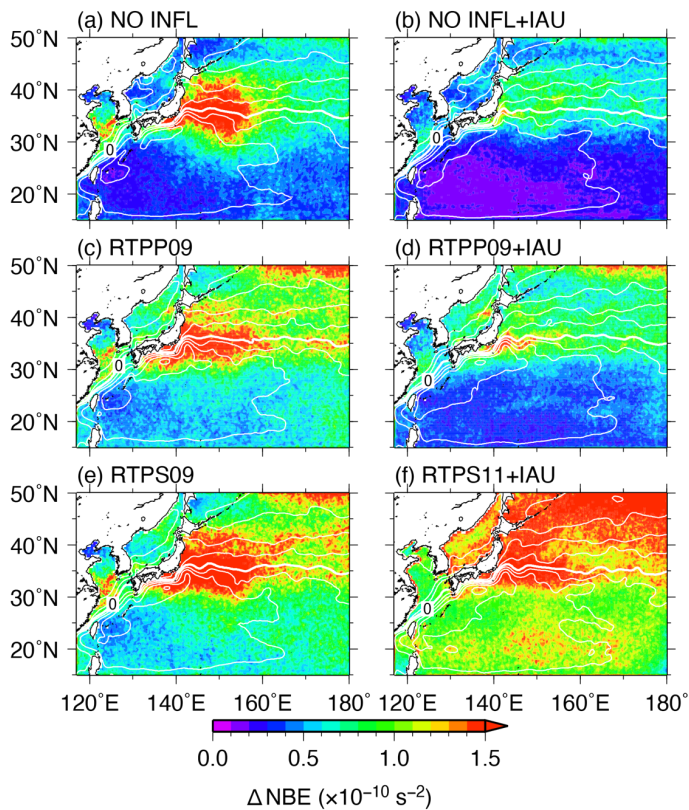 (a) NO INFL
(b) NO INFL+IAU
50˚N
40˚N
30˚N
20˚N
0
0
(c) RTPP09
(d) RTPP09+IAU
50˚N
40˚N
30˚N
20˚N
0
0
(e) RTPS09
(f) RTPS11+IAU
50˚N
40˚N
30˚N
20˚N
0
0
120˚E 140˚E 160˚E 180˚
120˚E 140˚E 160˚E 180˚
0.0 0.5 1.0 1.5
ΔNBE (×10⁻¹⁰ s⁻²)